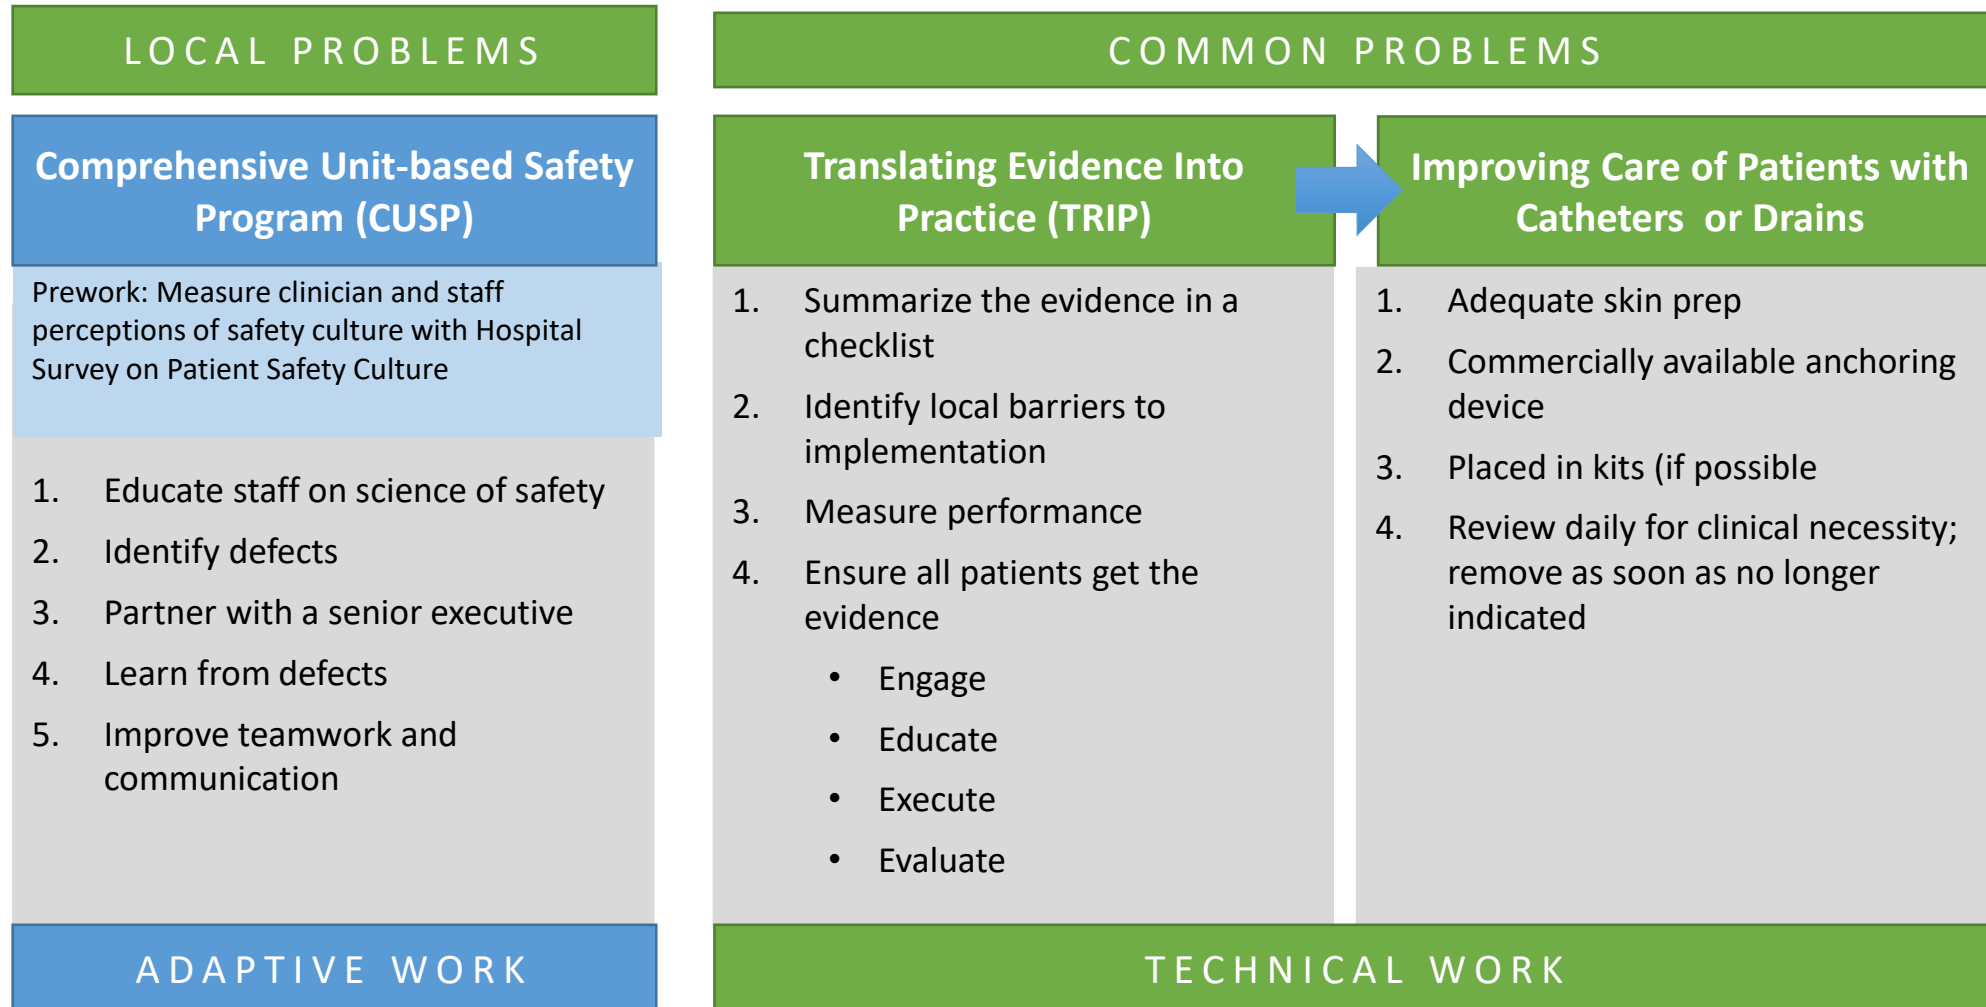 LOCAL PROBLEMS
COMMON PROBLEMS
Comprehensive Unit-based Safety
Program (CUSP)
Prework: Measure clinician and staff
perceptions of safety culture with Hospital
Survey on Patient Safety Culture
1. Educate staff on science of safety
2. Identify defects
3. Partner with a senior executive
4. Learn from defects
5. Improve teamwork and
communication
ADAPTIVE WORK
Translating Evidence Into
Practice (TRIP)
1. Summarize the evidence in a
checklist
2. Identify local barriers to
implementation
3. Measure performance
4. Ensure all patients get the
evidence
• Engage
• Educate
• Execute
• Evaluate
Improving Care of Patients with
Catheters or Drains
1. Adequate skin prep
2. Commercially available anchoring
device
3. Placed in kits (if possible
4. Review daily for clinical necessity;
remove as soon as no longer
indicated
TECHNICAL WORK